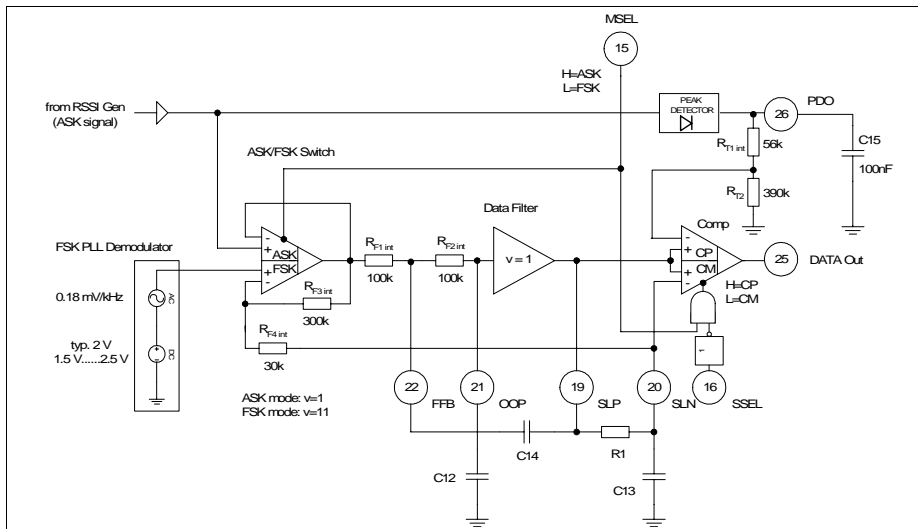 MSEL
15
H=ASK
L=FSK
from RSSI Gen
(ASK signal)
PEAK
DETECTOR
26
PDO
RT1 int
56k
C15
100nF
ASK/FSK Switch
RT2
390k
Data Filter
Comp
-
+
ASK
FSK
+
-
RF1 int
100k
RF2 int
100k
v = 1
-
+
CP
CM
+
-
25
DATA Out
H=CP
L=CM
FSK PLL Demodulator
AC
0.18 mV/kHz
RF3 int
300k
RF4 int
30k
DC
typ. 2 V
1.5 V......2.5 V
1
22
FFB
21
OOP
19
SLP
20
SLN
16
SSEL
ASK mode: v=1
FSK mode: v=11
C14
R1
C12
C13